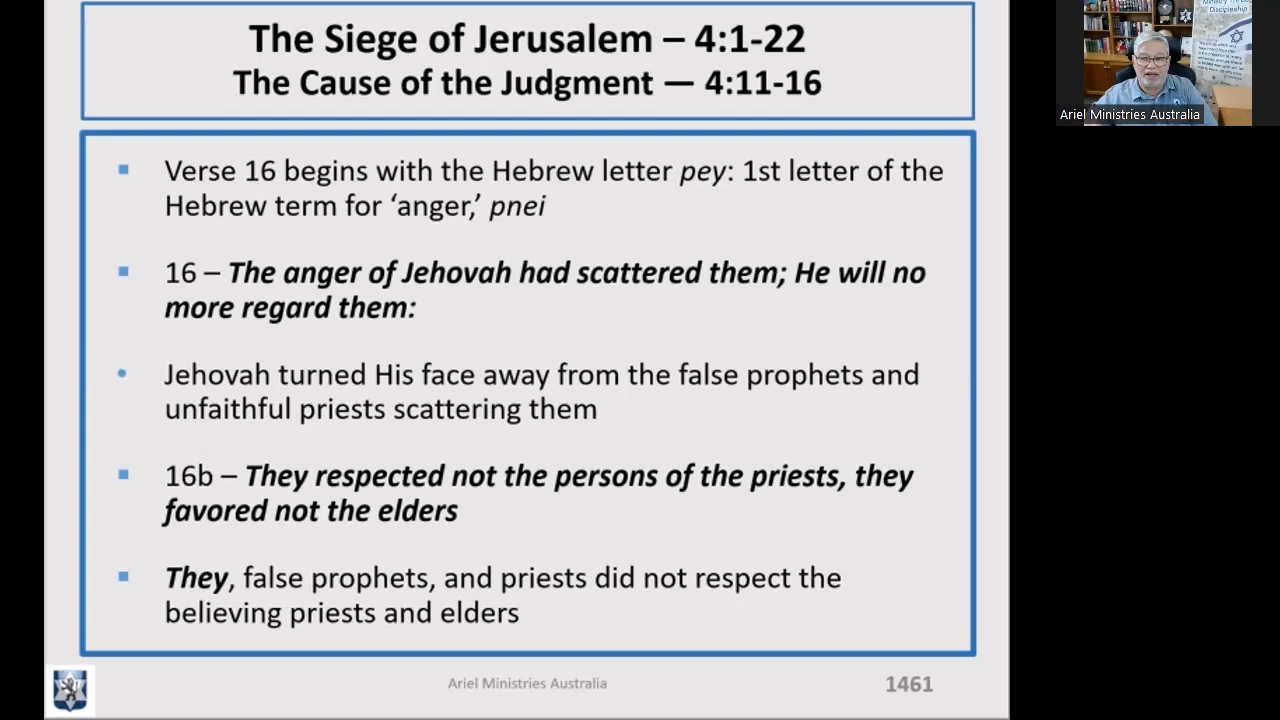 The Siege of Jerusalem – 4:1-22
The Cause of the Judgment — 4:11-16
Verse 16 begins with the Hebrew letter pey: 1st letter of the
Hebrew term for ‘anger,’ pnei
16 – The anger of Jehovah had scattered them; He will no
more regard them:
Jehovah turned His face away from the false prophets and
unfaithful priests scattering them
16b – They respected not the persons of the priests, they
favored not the elders
They, false prophets, and priests did not respect the
believing priests and elders
Ariel Ministries Australia
1461
Discipleship
Ariel Ministries Australia